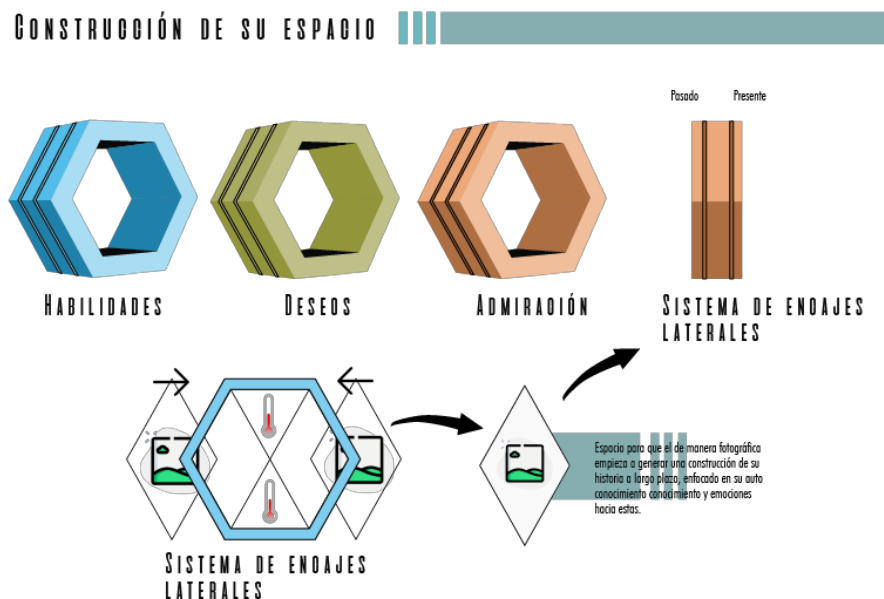 CONSTRUCCIÓN DE SU ESPACIO
Pasado Presente
HABILIDADES
DESEOS
ADMIRACIÓN
SISTEMA DE ENOAJES
LATERALES
Espacio para que el de manera fotográfica
empieza a generar una construcción de su
historia a largo plazo, enfocado en su auto
conocimiento conocimiento y emociones
hacia estas.
SISTEMA DE ENOAJES
LATERALES